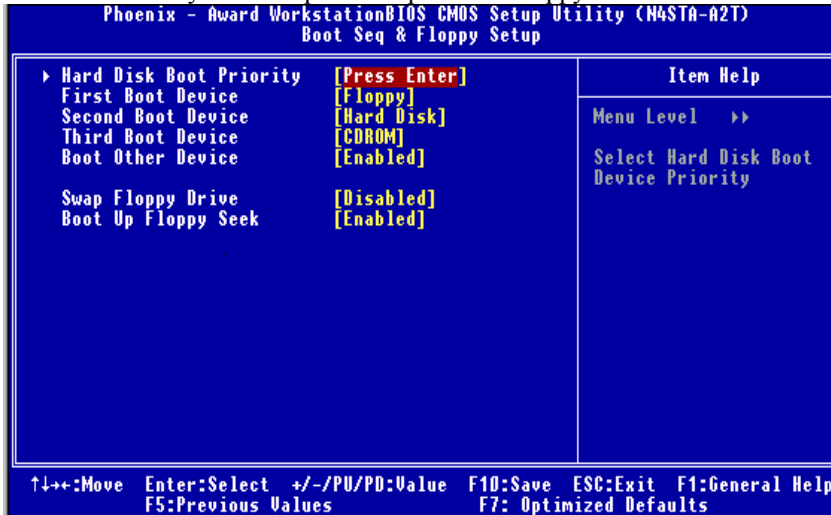 Phoenix - Award WorkstationBIOS CMOS Setup Utility (N4STA-A2T)
Boot Seq & Floppy Setup
Hard Disk Boot Priority [Press Enter]
First Boot Device [Floppy]
Second Boot Device [Hard Disk]
Third Boot Device [CDROM]
Boot Other Device [Enabled]
Swap Floppy Drive [Disabled]
Boot Up Floppy Seek [Enabled]
Item Help
Menu Level ▸▸
Select Hard Disk Boot
Device Priority
↑↓→←:Move Enter:Select +/-/PU/PD:Value F10:Save ESC:Exit F1:General Help
F5:Previous Values F7: Optimized Defaults